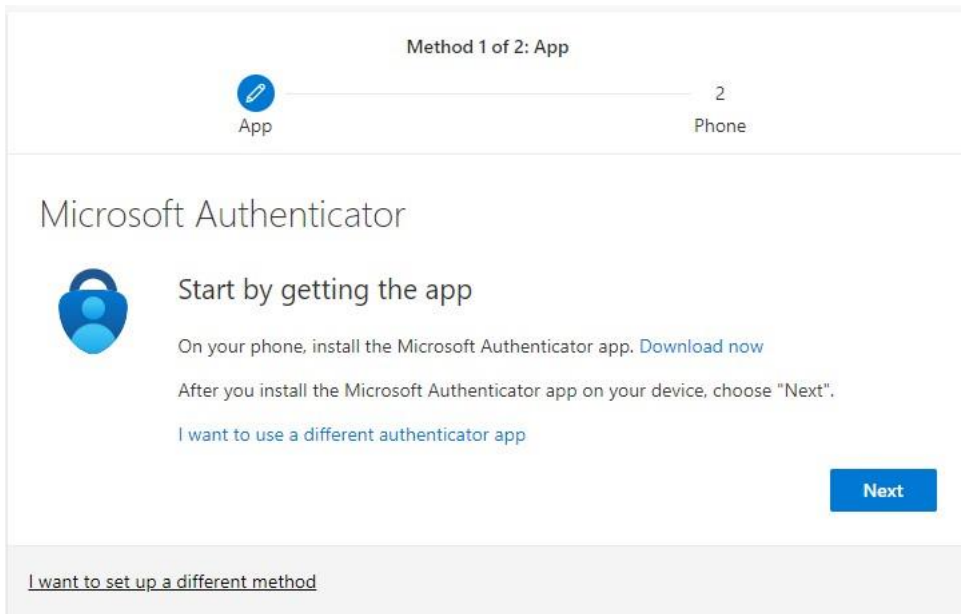 Method 1 of 2: App
App
2
Phone
Microsoft Authenticator
Start by getting the app
On your phone, install the Microsoft Authenticator app. Download now
After you install the Microsoft Authenticator app on your device, choose "Next".
I want to use a different authenticator app
Next
I want to set up a different method